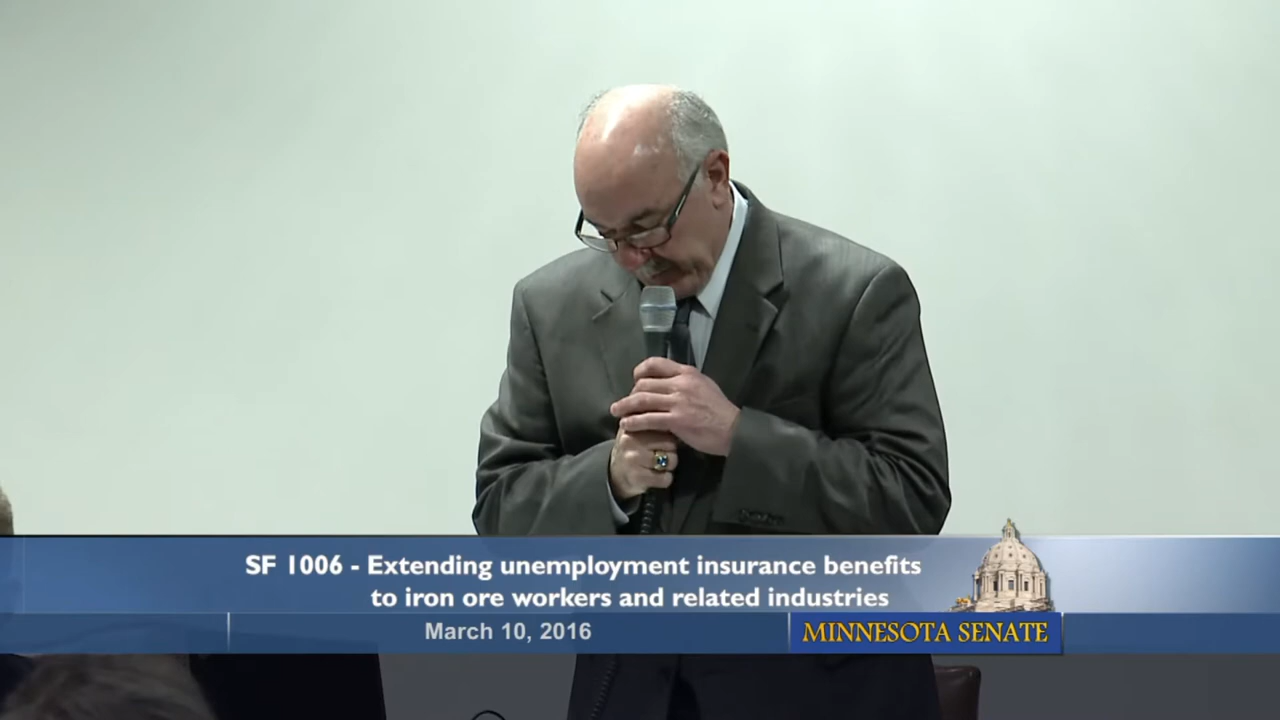 SF 1006 - Extending unemployment insurance benefits
to iron ore workers and related industries
March 10, 2016
MINNESOTA SENATE